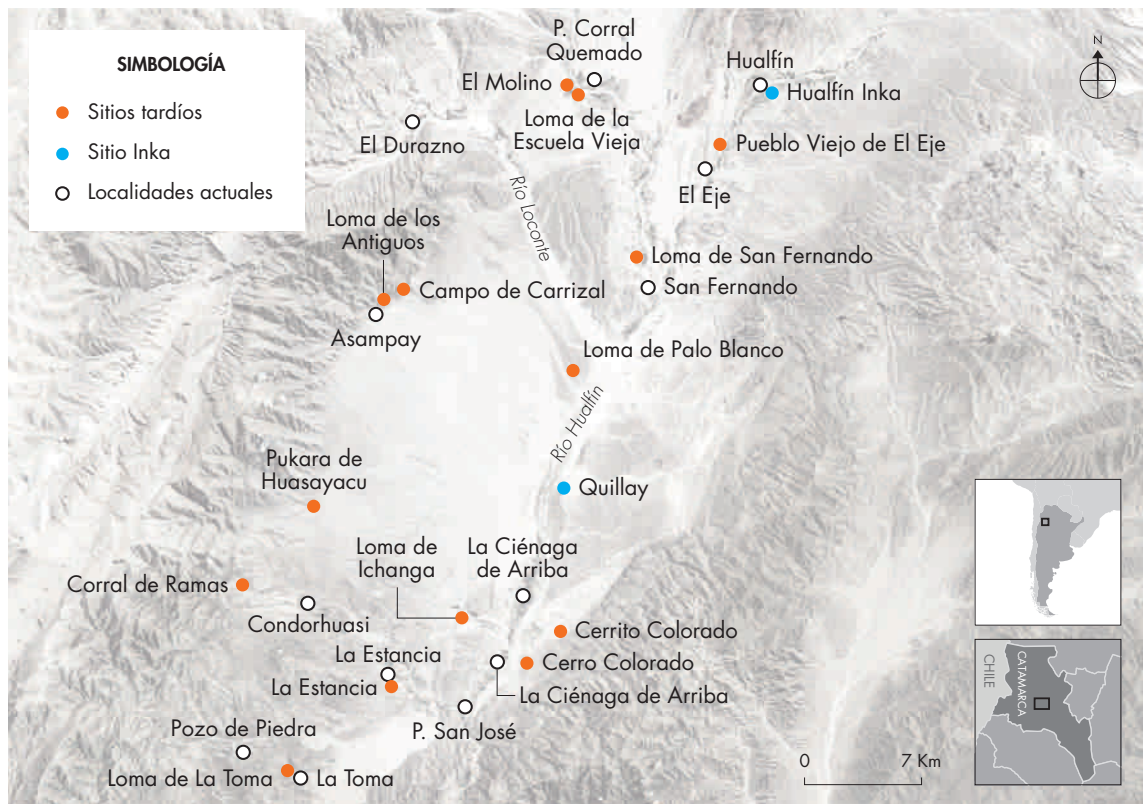 SIMBOLOGÍA
Sitios tardíos
Sitio Inka
Localidades actuales
P. Corral
Quemado
El Molino
Loma de la
Escuela Vieja
Hualfín
Hualfín Inka
N
El Durazno
Pueblo Viejo de El Eje
El Eje
Río Loconte
Loma de los
Antiguos
Campo de Carrizal
Asampay
Loma de San Fernando
San Fernando
Loma de Palo Blanco
Río Hualfín
Pukara de
Huasayacu
Quillay
Loma de
Ichanga
La Ciénaga
de Arriba
Corral de Ramas
Condorhuasi
Cerrito Colorado
La Estancia
Cerro Colorado
La Estancia
La Ciénaga de Arriba
P. San José
Pozo de Piedra
Loma de La Toma
La Toma
CHILE
CATAMARCA
0 7 Km